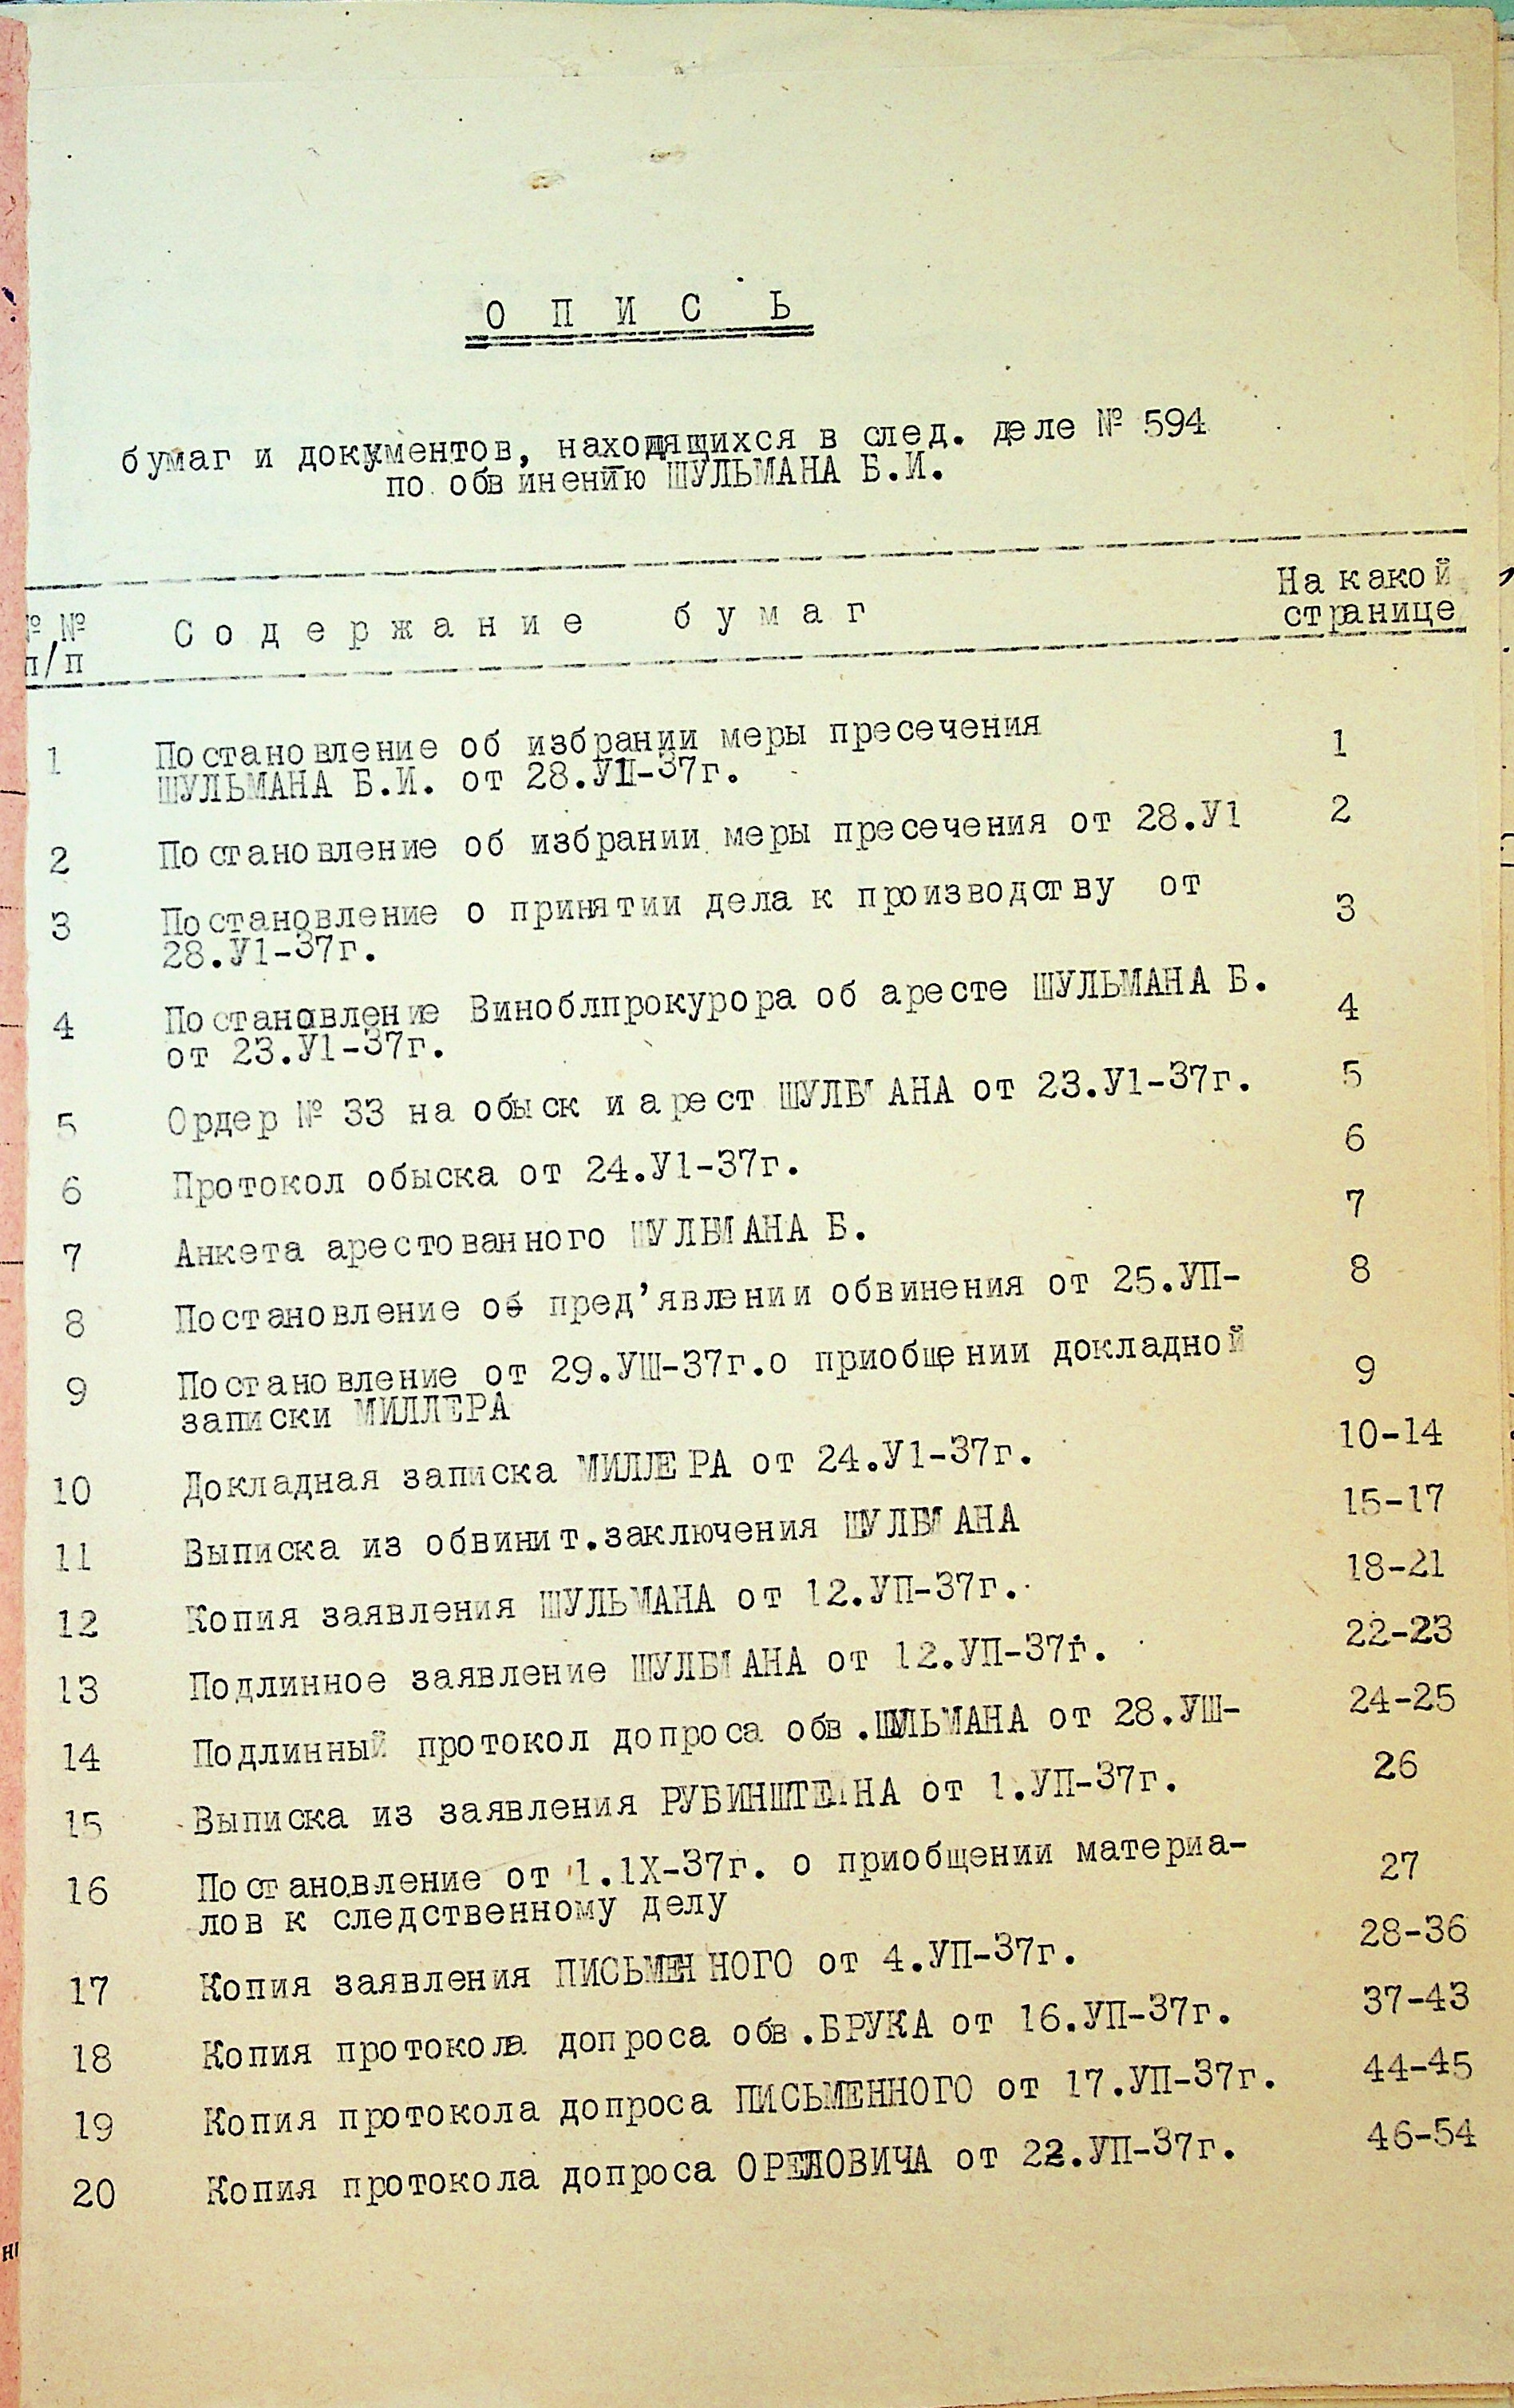 О П И С Ь
бумаг и документов, находящихся в след. деле № 594
по обвинению ШУЛЬМАНА Б.И.
№ №
п/п
Содержание бумаг
На какой
странице
1 Постановление об избрании меры пресечения 1
ШУЛЬМАНА Б.И. от 28.УП-37г.
2 Постановление об избрании меры пресечения от 28.У1 2
3 Постановление о принятии дела к производству от 3
28.У1-37г.
4 Постановление Виноблпрокурора об аресте ШУЛЬМАНА Б. 4
от 23.У1-37г.
5 Ордер № 33 на обыск и арест ШУЛЬМАНА от 23.У1-37г. 5
6 Протокол обыска от 24.У1-37г. 6
7 Анкета арестованного ШУЛЬМАНА Б. 7
8 Постановление об пред'явлении обвинения от 25.УП- 8
9 Постановление от 29.УШ-37г.о приобщении докладной 9
записки МИЛЛЕРА
10 Докладная записка МИЛЛЕРА от 24.У1-37г. 10-14
11 Выписка из обвинит.заключения ШУЛЬМАНА 15-17
12 Копия заявления ШУЛЬМАНА от 12.УП-37г. 18-21
13 Подлинное заявление ШУЛЬМАНА от 12.УП-37г. 22-23
14 Подлинный протокол допроса обв.ШУЛЬМАНА от 28.УШ- 24-25
15 Выписка из заявления РУБИНШТЕЙНА от 1.УП-37г. 26
16 Постановление от 1.1Х-37г. о приобщении материа- 27
лов к следственному делу
17 Копия заявления ПИСЬМЕННОГО от 4.УП-37г. 28-36
18 Копия протокола допроса обв.БРУКА от 16.УП-37г. 37-43
19 Копия протокола допроса ПИСЬМЕННОГО от 17.УП-37г. 44-45
20 Копия протокола допроса ОРЕЛОВИЧА от 22.УП-37г. 46-54